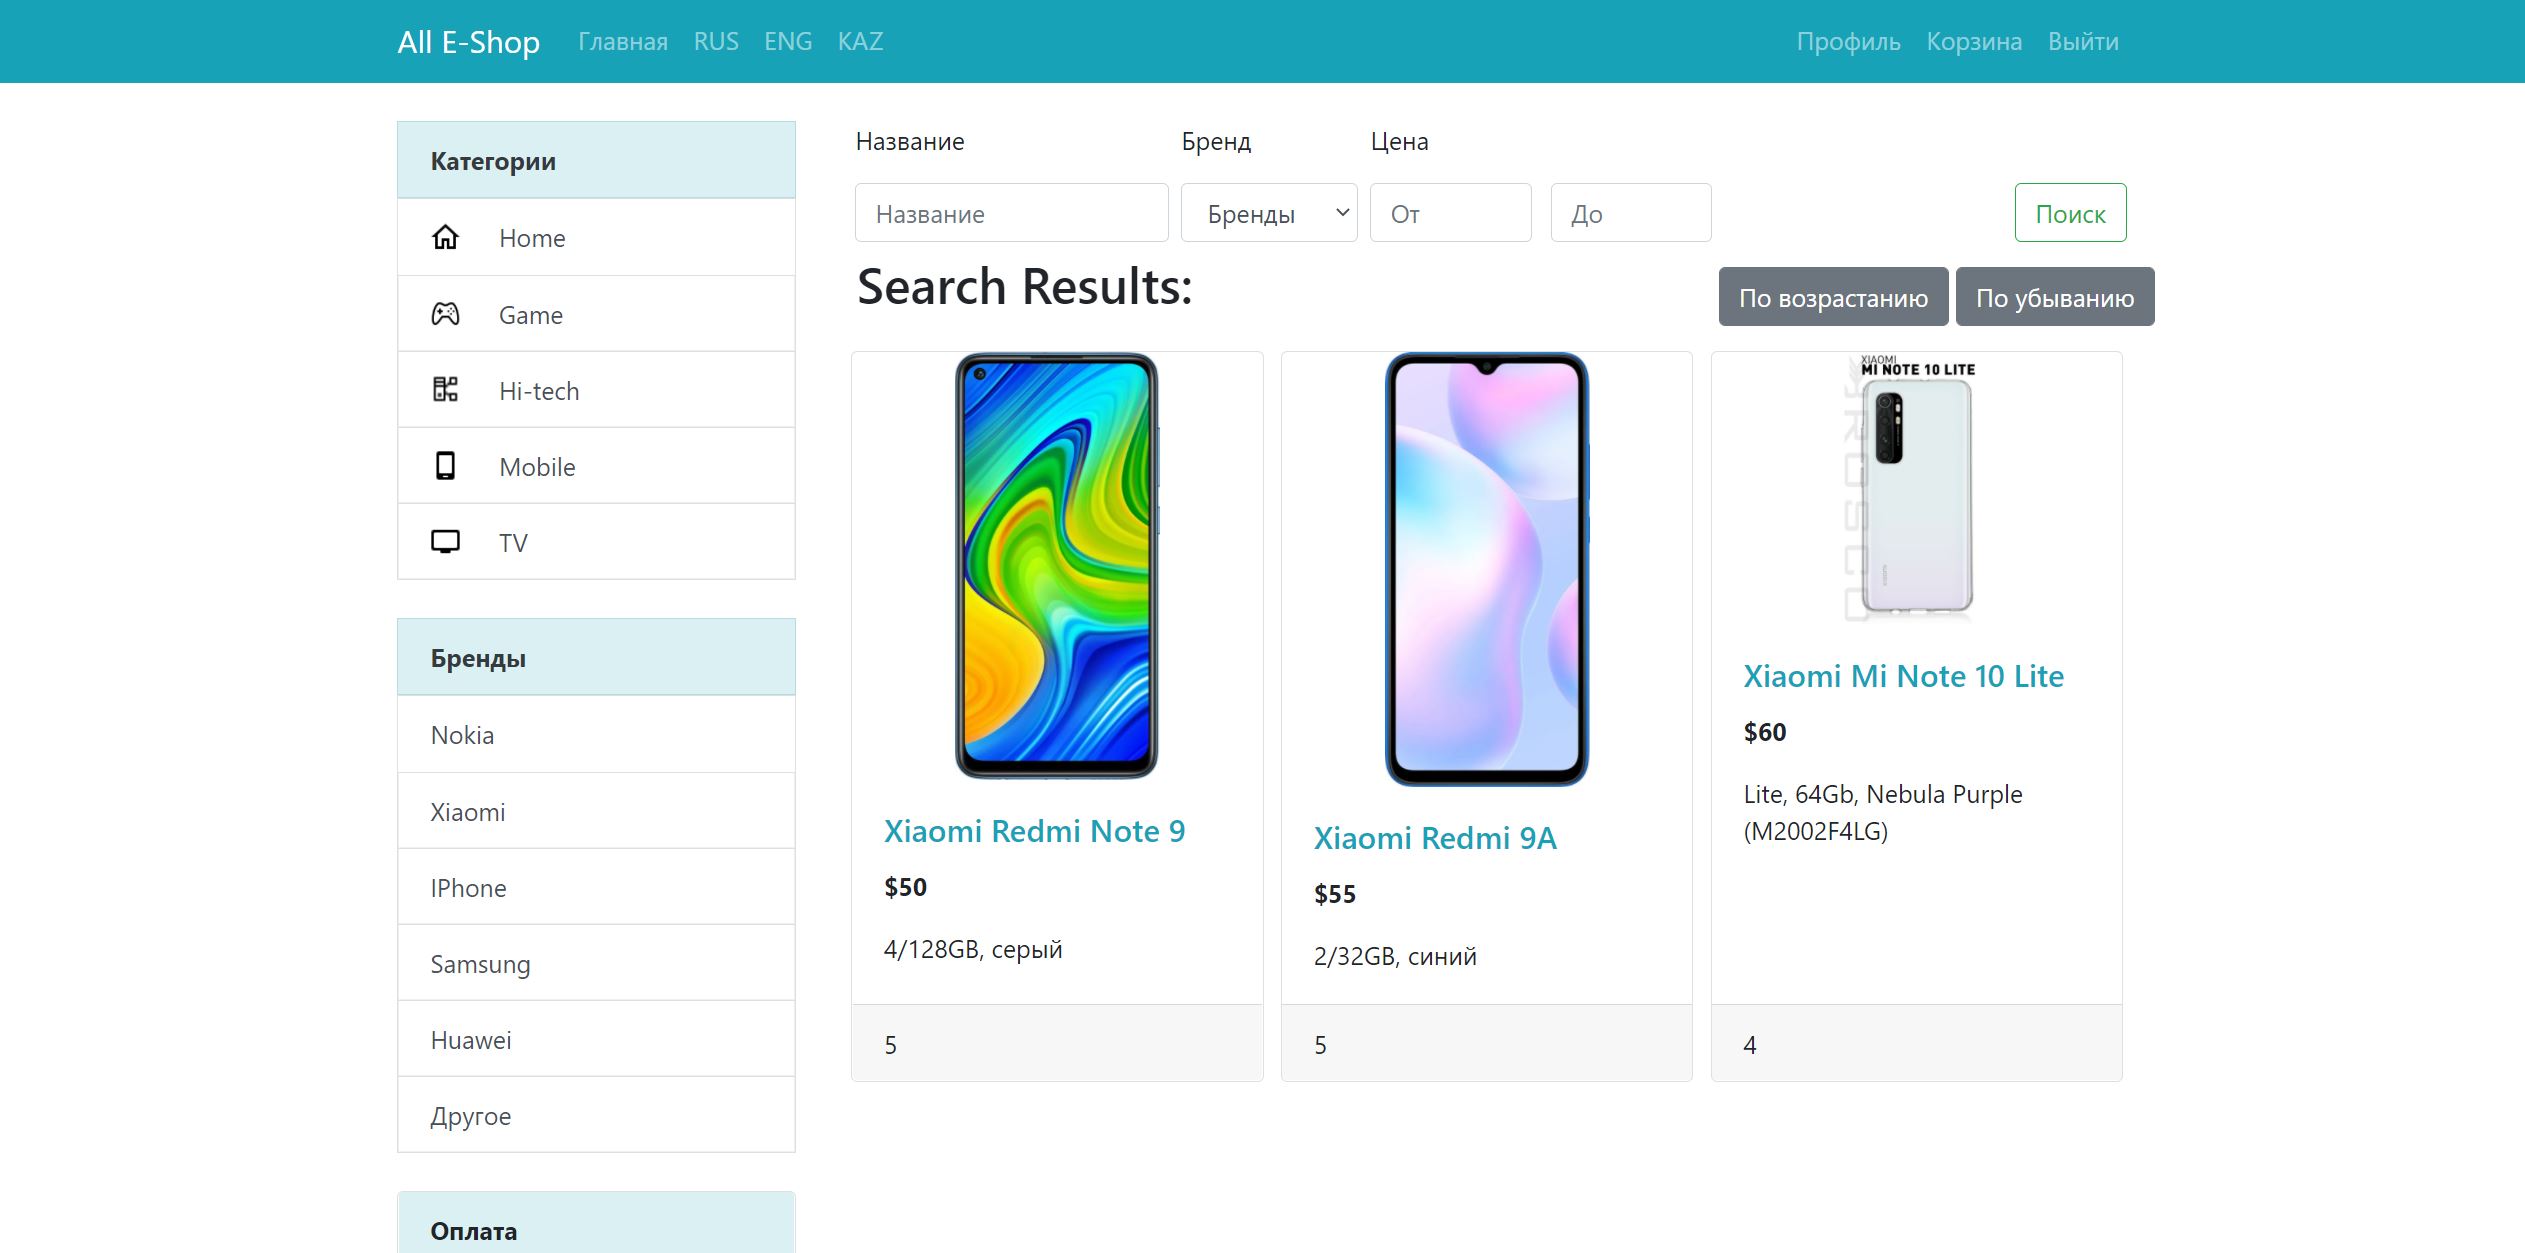 All E-Shop Главная RUS ENG KAZ Профиль Корзина Выйти
Категории
Home
Game
Hi-tech
Mobile
TV
Бренды
Nokia
Xiaomi
IPhone
Samsung
Huawei
Другое
Оплата
Название Бренд Цена
Название Бренды От До Поиск
Search Results:
По возрастанию По убыванию
Xiaomi Redmi Note 9
$50
4/128GB, серый
5
Xiaomi Redmi 9A
$55
2/32GB, синий
5
XIAOMI
MI NOTE 10 LITE
Xiaomi Mi Note 10 Lite
$60
Lite, 64Gb, Nebula Purple
(M2002F4LG)
4